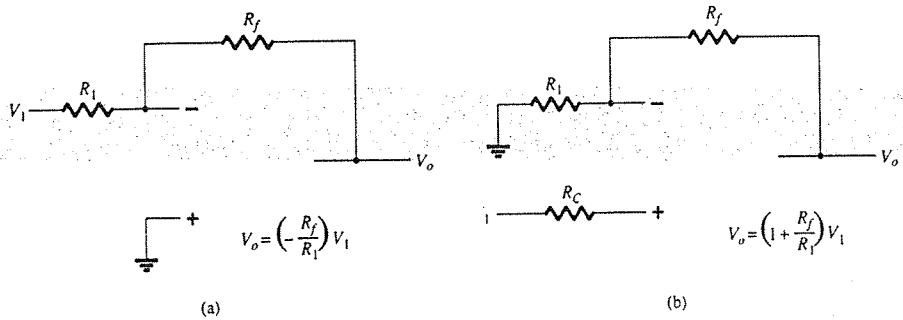 R_f
R_1
V_1
−
V_o
+
V_o = (−R_f/R_1) V_1
(a)
R_f
R_1
−
V_o
R_C
+
V_o = (1 + R_f/R_1) V_1
(b)